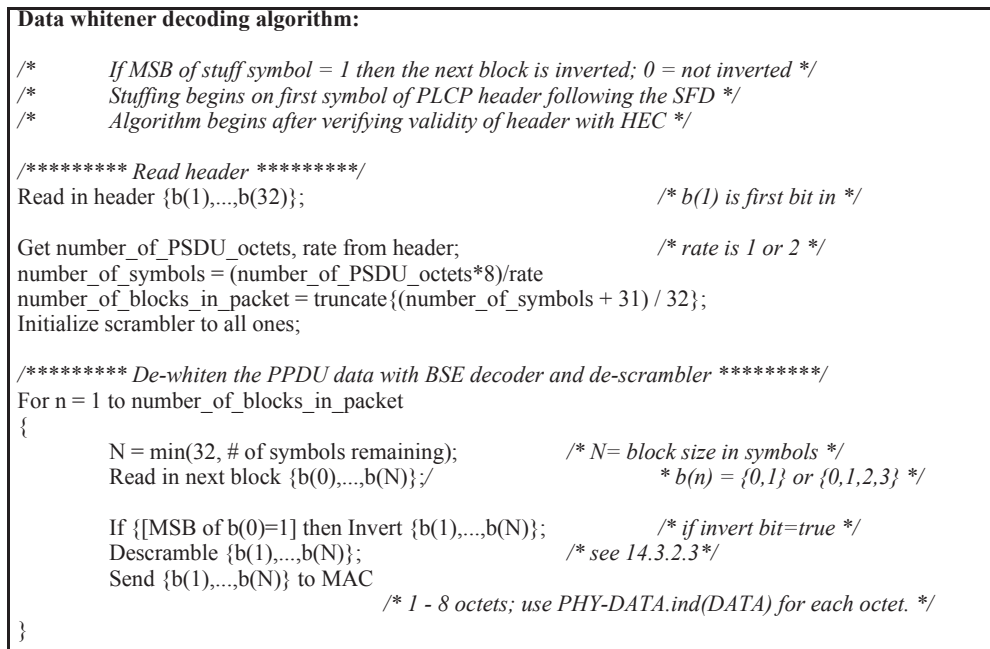 Data whitener decoding algorithm:
/* If MSB of stuff symbol = 1 then the next block is inverted; 0 = not inverted */
/* Stuffing begins on first symbol of PLCP header following the SFD */
/* Algorithm begins after verifying validity of header with HEC */
/********* Read header *********/
Read in header {b(1),...,b(32)}; /* b(1) is first bit in */
Get number_of_PSDU_octets, rate from header; /* rate is 1 or 2 */
number_of_symbols = (number_of_PSDU_octets*8)/rate
number_of_blocks_in_packet = truncate{(number_of_symbols + 31) / 32};
Initialize scrambler to all ones;
/********* De-whiten the PPDU data with BSE decoder and de-scrambler *********/
For n = 1 to number_of_blocks_in_packet
{
N = min(32, # of symbols remaining); /* N= block size in symbols */
Read in next block {b(0),...,b(N)};/ * b(n) = {0,1} or {0,1,2,3} */
If {[MSB of b(0)=1] then Invert {b(1),...,b(N)}; /* if invert bit=true */
Descramble {b(1),...,b(N)}; /* see 14.3.2.3*/
Send {b(1),...,b(N)} to MAC
/* 1 - 8 octets; use PHY-DATA.ind(DATA) for each octet. */
}